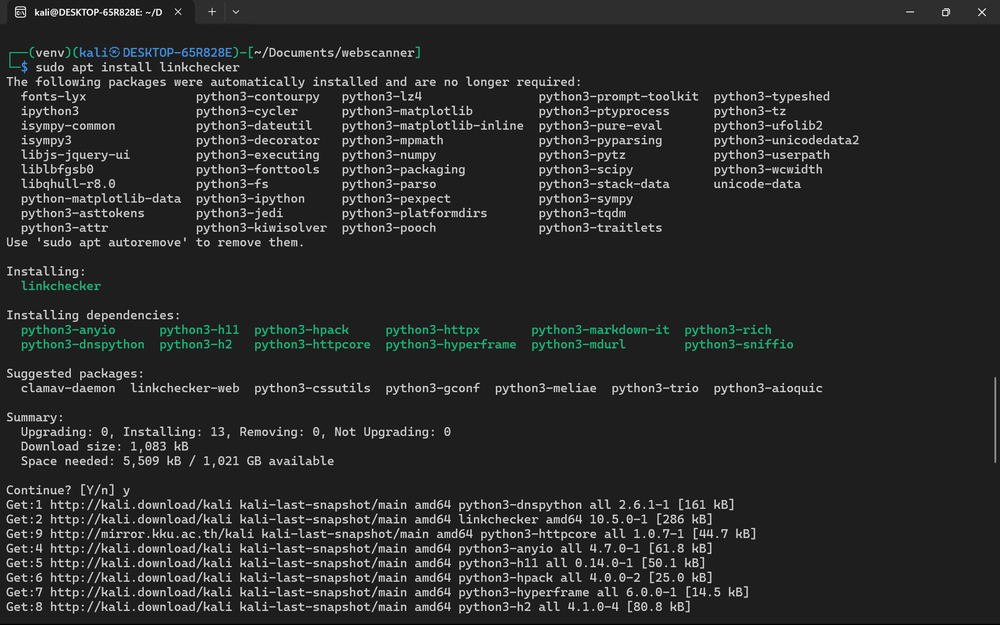 kali@DESKTOP-65R828E: ~/D
(venv)(kali㉿DESKTOP-65R828E)-[~/Documents/webscanner]
$ sudo apt install linkchecker
The following packages were automatically installed and are no longer required:
fonts-lyx python3-contourpy python3-lz4 python3-prompt-toolkit python3-typeshed
ipython3 python3-cycler python3-matplotlib python3-ptyprocess python3-tz
isympy-common python3-dateutil python3-matplotlib-inline python3-pure-eval python3-ufolib2
isympy3 python3-decorator python3-mpmath python3-pyparsing python3-unicodedata2
libjs-jquery-ui python3-executing python3-numpy python3-pytz python3-userpath
liblbfgsb0 python3-fonttools python3-packaging python3-scipy python3-wcwidth
libqhull-r8.0 python3-fs python3-parso python3-stack-data unicode-data
python-matplotlib-data python3-ipython python3-pexpect python3-sympy
python3-asttokens python3-jedi python3-platformdirs python3-tqdm
python3-attr python3-kiwisolver python3-pooch python3-traitlets
Use 'sudo apt autoremove' to remove them.
Installing:
linkchecker
Installing dependencies:
python3-anyio python3-h11 python3-hpack python3-httpx python3-markdown-it python3-rich
python3-dnspython python3-h2 python3-httpcore python3-hyperframe python3-mdurl python3-sniffio
Suggested packages:
clamav-daemon linkchecker-web python3-cssutils python3-gconf python3-meliae python3-trio python3-aioquic
Summary:
Upgrading: 0, Installing: 13, Removing: 0, Not Upgrading: 0
Download size: 1,083 kB
Space needed: 5,509 kB / 1,021 GB available
Continue? [Y/n] y
Get:1 http://kali.download/kali kali-last-snapshot/main amd64 python3-dnspython all 2.6.1-1 [161 kB]
Get:2 http://kali.download/kali kali-last-snapshot/main amd64 linkchecker amd64 10.5.0-1 [286 kB]
Get:9 http://mirror.kku.ac.th/kali kali-last-snapshot/main amd64 python3-httpcore all 1.0.7-1 [44.7 kB]
Get:4 http://kali.download/kali kali-last-snapshot/main amd64 python3-anyio all 4.7.0-1 [61.8 kB]
Get:5 http://kali.download/kali kali-last-snapshot/main amd64 python3-h11 all 0.14.0-1 [50.1 kB]
Get:6 http://kali.download/kali kali-last-snapshot/main amd64 python3-hpack all 4.0.0-2 [25.0 kB]
Get:7 http://kali.download/kali kali-last-snapshot/main amd64 python3-hyperframe all 6.0.0-1 [14.5 kB]
Get:8 http://kali.download/kali kali-last-snapshot/main amd64 python3-h2 all 4.1.0-4 [80.8 kB]